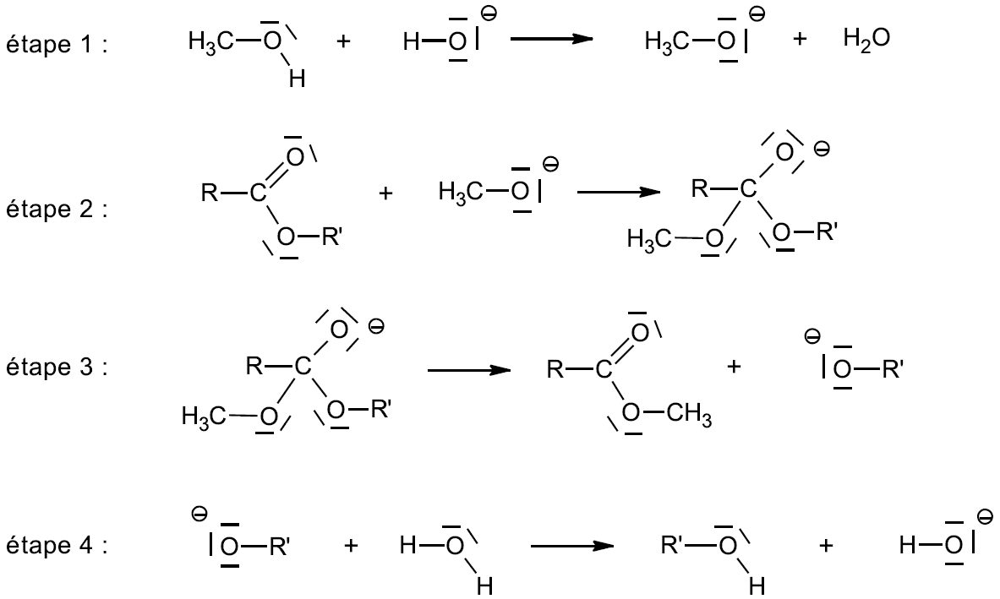 étape 1 : H₃C—O—H + H—O ⊖ → H₃C—O ⊖ + H₂O
étape 2 : R—C(=O)—O—R' + H₃C—O ⊖ → R—C(O ⊖)(O—CH₃)—O—R'
étape 3 : R—C(O ⊖)(O—CH₃)—O—R' → R—C(=O)—O—CH₃ + ⊖ O—R'
étape 4 : ⊖ O—R' + H—O—H → R'—O—H + H—O ⊖